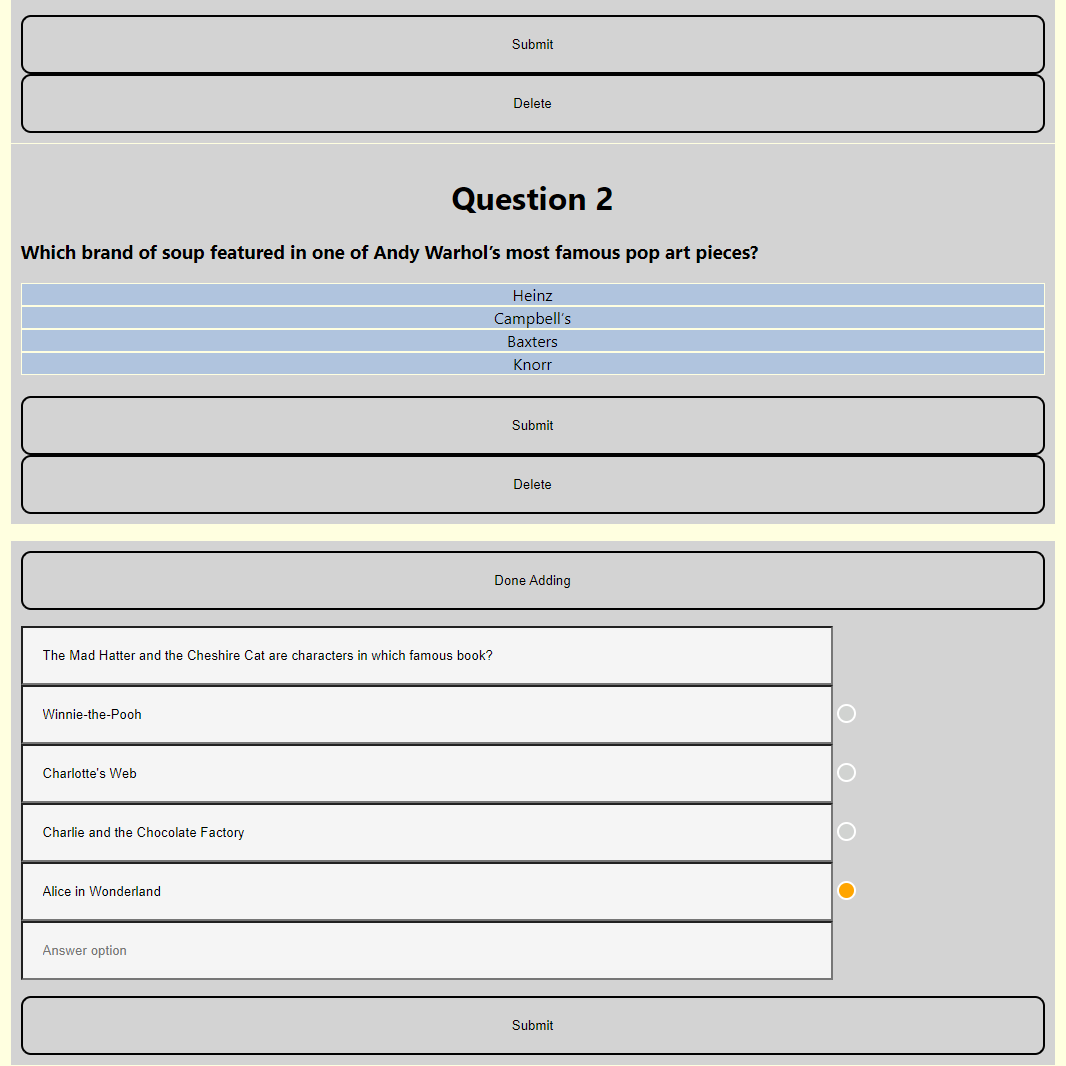 Submit
Delete
Question 2
Which brand of soup featured in one of Andy Warhol's most famous pop art pieces?
Heinz
Campbell's
Baxters
Knorr
Submit
Delete
Done Adding
The Mad Hatter and the Cheshire Cat are characters in which famous book?
Winnie-the-Pooh
Charlotte's Web
Charlie and the Chocolate Factory
Alice in Wonderland
Answer option
Submit